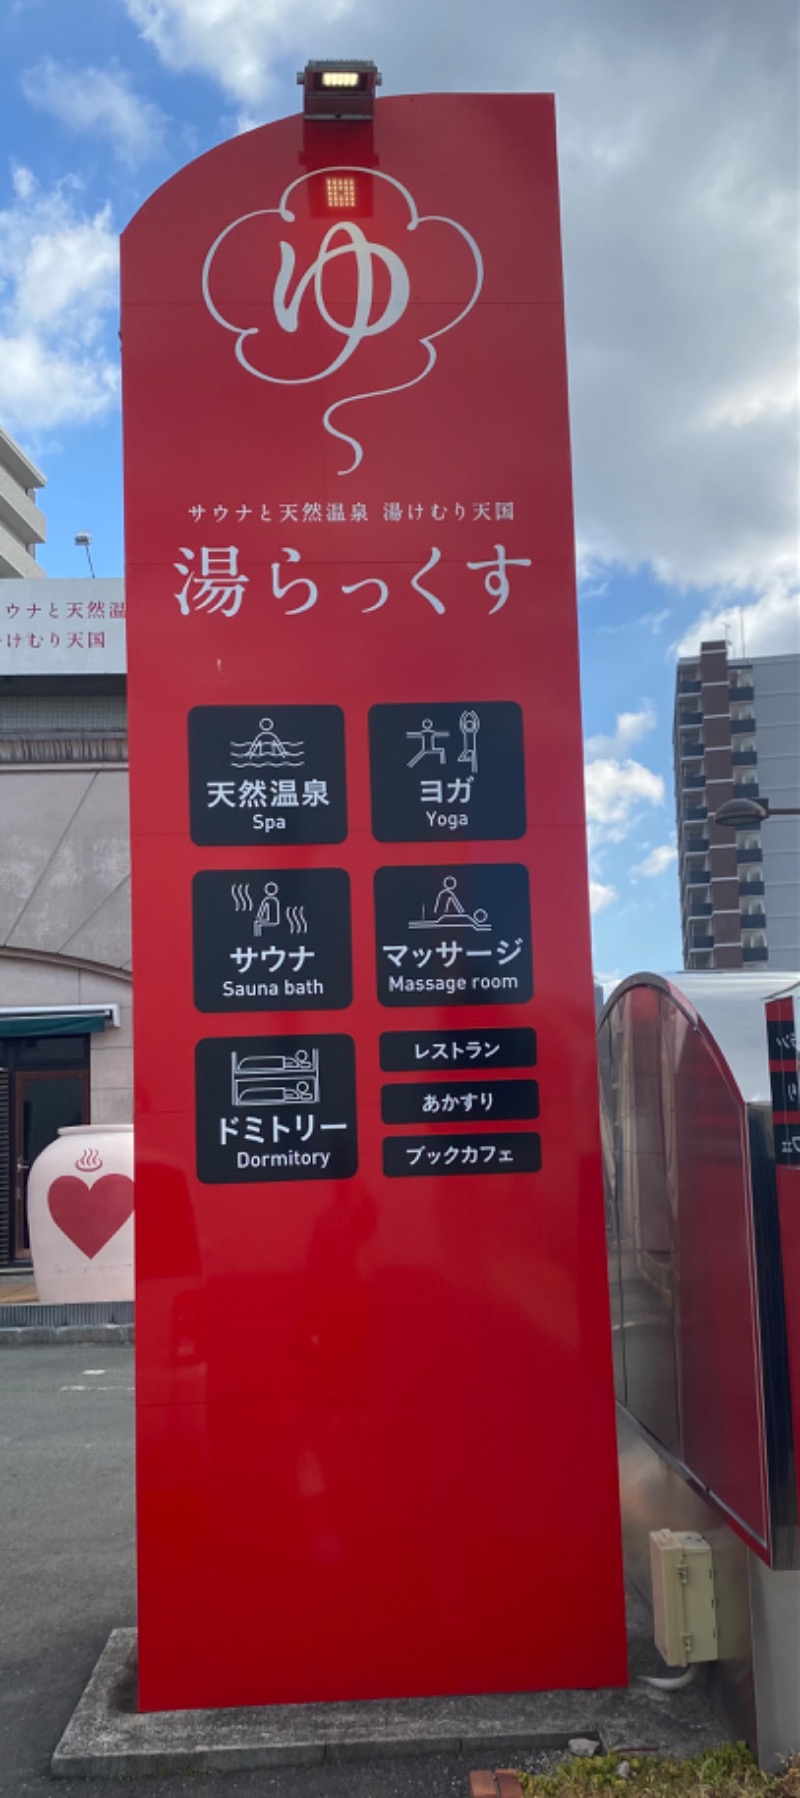 ゆ
サウナと天然温泉 湯けむり天国
湯らっくす
ウナと天然温
けむり天国
天然温泉
Spa
ヨガ
Yoga
サウナ
Sauna bath
マッサージ
Massage room
ドミトリー
Dormitory
レストラン
あかすり
ブックカフェ